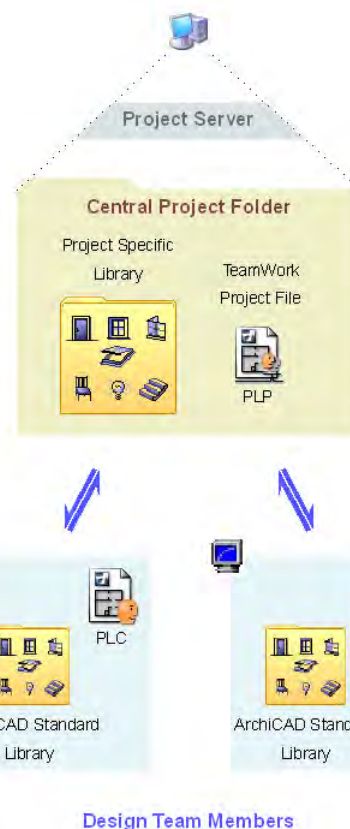 Project Server
Central Project Folder
Project Specific
Library
TeamWork
Project File
PLP
PLC
CAD Standard
Library
ArchiCAD Stand
Library
Design Team Members